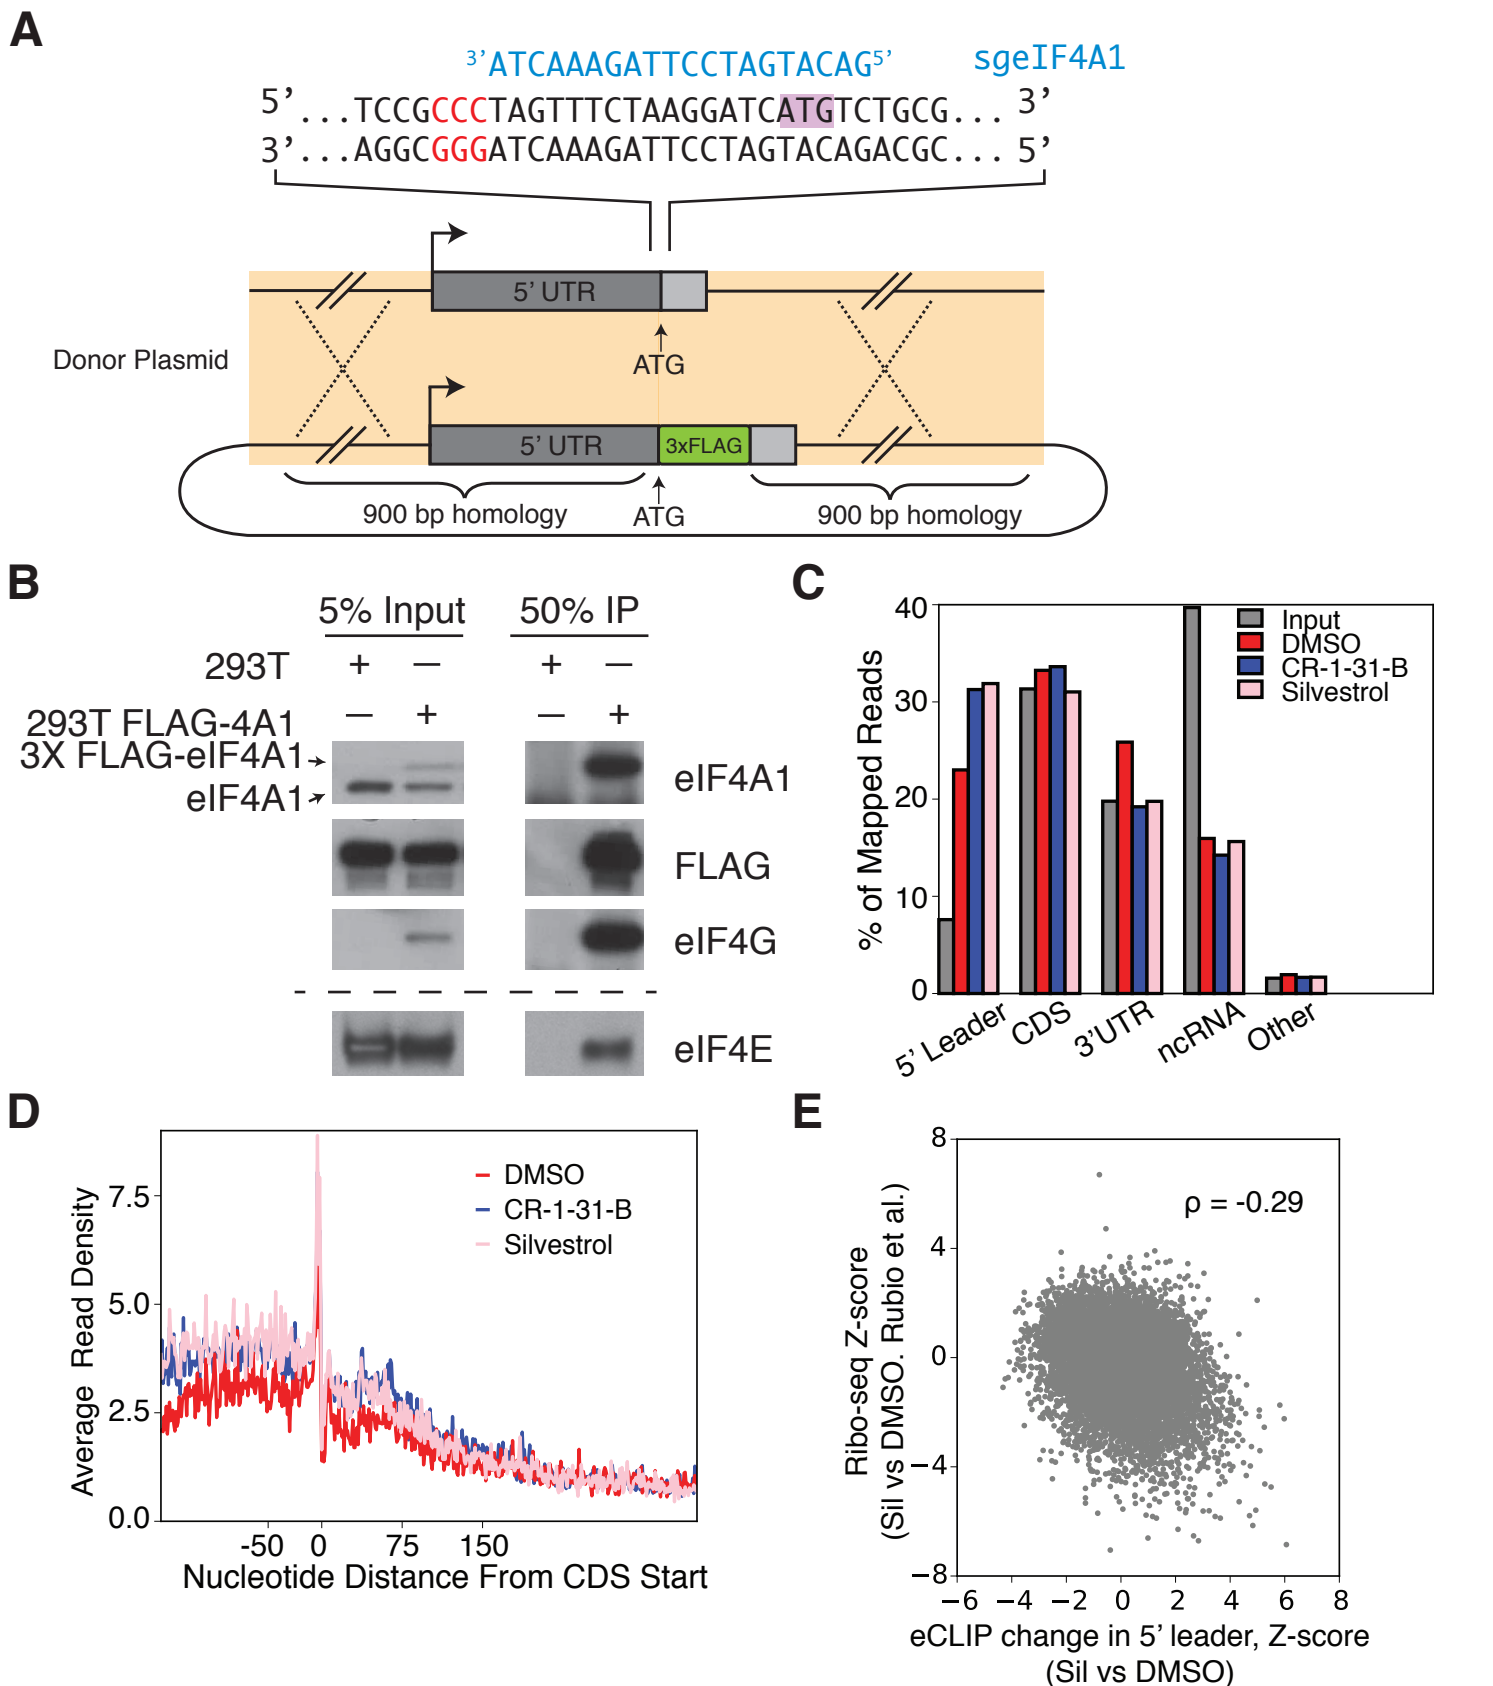 A
3’ATCAAAGATTCCTAGTACAG5’ sgeIF4A1
5’...TCCGCCCTAGTTTCTAAGGATCATGTCTGCG... 3’
3’...AGGCGGGATCAAAGATTCCTAGTACAGACGC... 5’
5’ UTR
ATG
Donor Plasmid
5’ UTR 3xFLAG
900 bp homology ATG 900 bp homology
B
5% Input 50% IP
293T + – + –
293T FLAG-4A1 – + – +
3X FLAG-eIF4A1
eIF4A1
eIF4A1
FLAG
eIF4G
eIF4E
C
% of Mapped Reads
40
30
20
10
0
Input
DMSO
CR-1-31-B
Silvestrol
5’ Leader CDS 3’UTR ncRNA Other
D
Average Read Density
7.5
5.0
2.5
0.0
DMSO
CR-1-31-B
Silvestrol
-50 0 75 150
Nucleotide Distance From CDS Start
E
Ribo-seq Z-score
(Sil vs DMSO. Rubio et al.)
8
4
0
−4
−8
ρ = -0.29
−6 −4 −2 0 2 4 6 8
eCLIP change in 5’ leader, Z-score
(Sil vs DMSO)